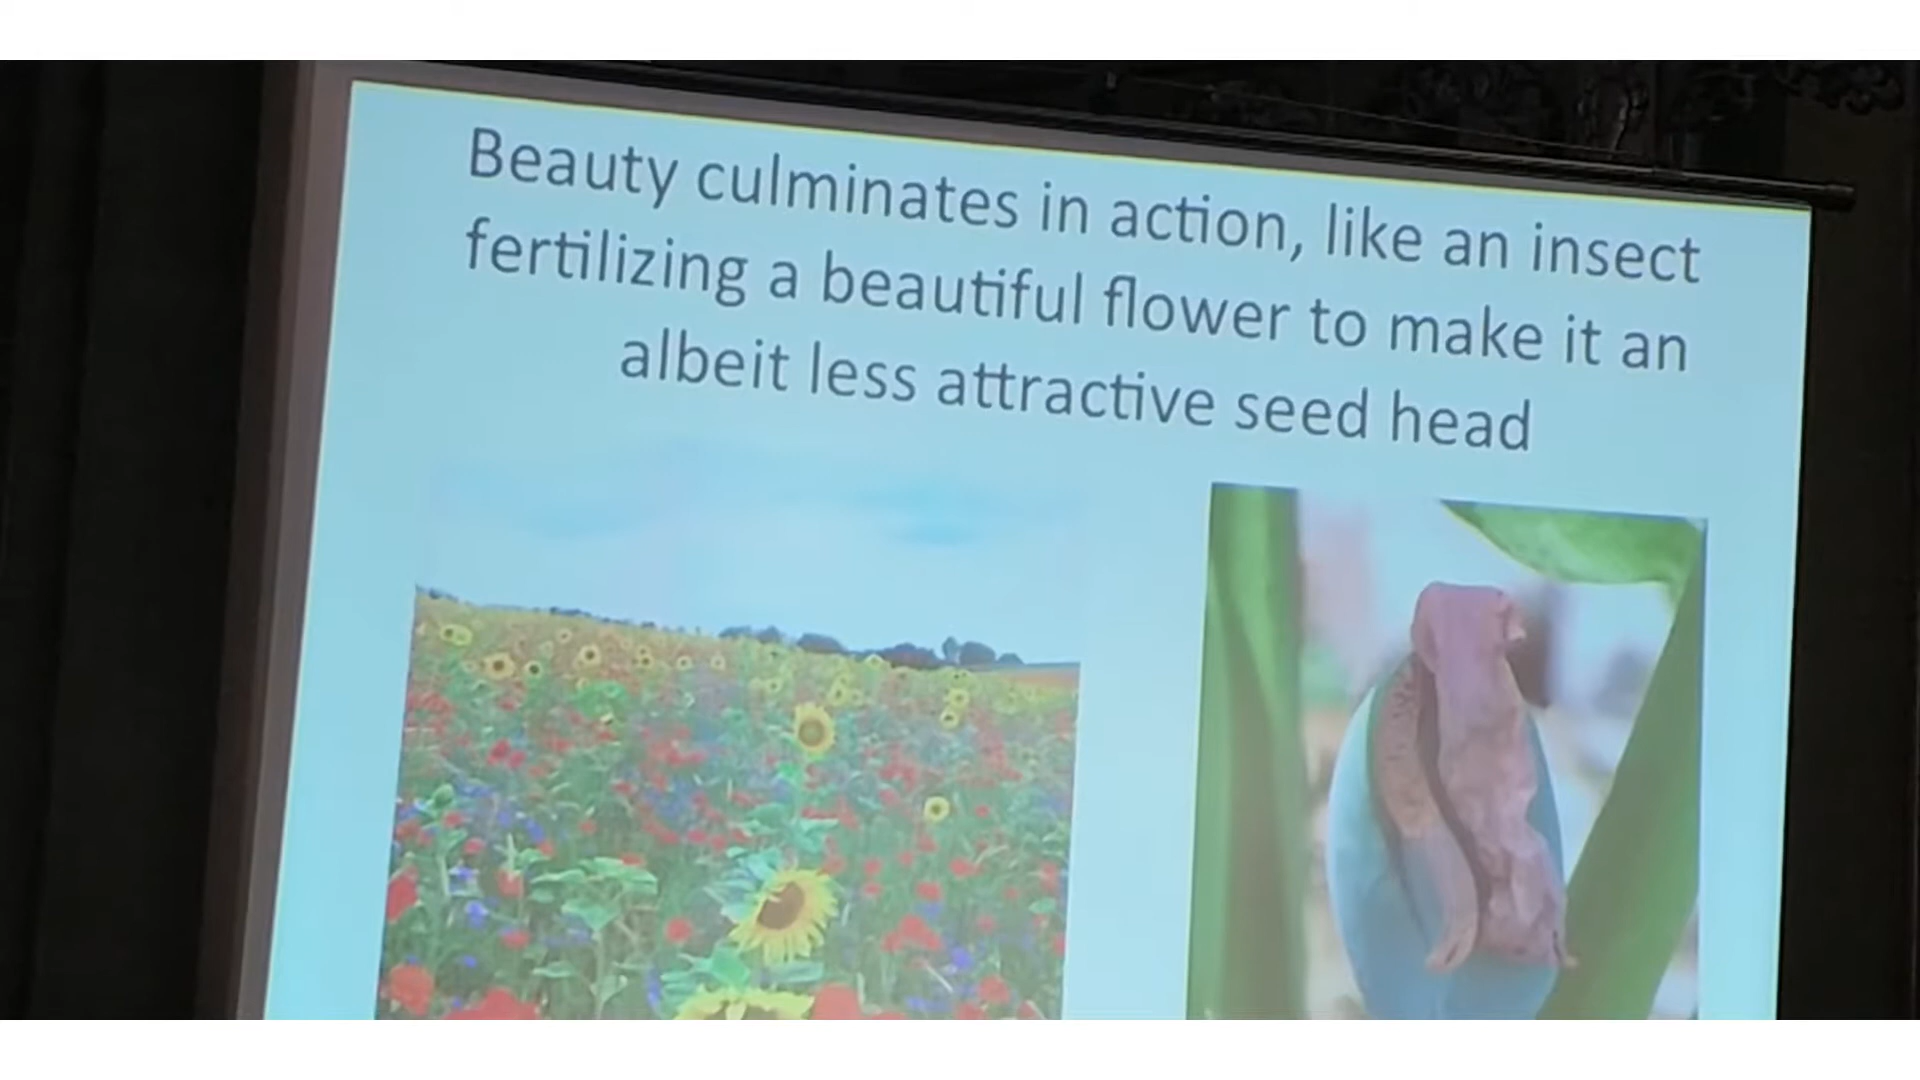 Beauty culminates in action, like an insect
fertilizing a beautiful flower to make it an
albeit less attractive seed head